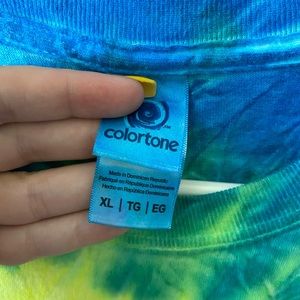 colortone
Made in Dominican Republic
Fabriqué en République Dominicaine
Hecho en República Dominicana
XL | TG | EG